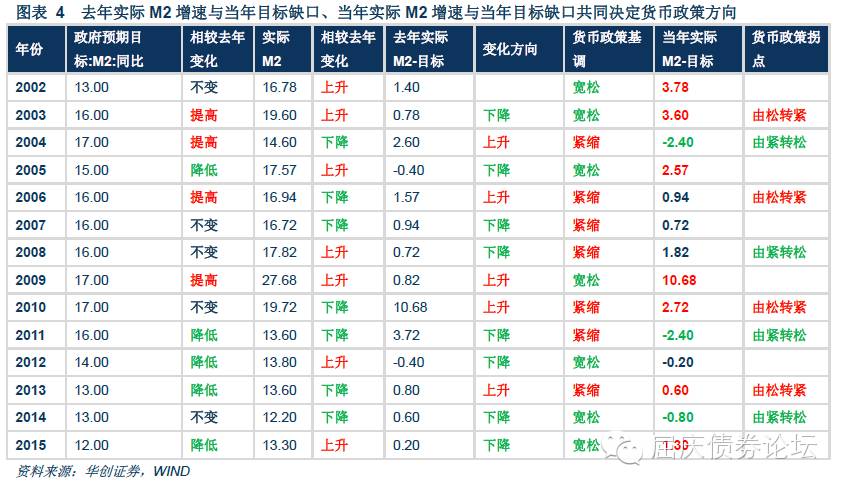 图表 4 去年实际 M2 增速与当年目标缺口、当年实际 M2 增速与当年目标缺口共同决定货币政策方向
年份 政府预期目标:M2:同比 相较去年变化 实际M2 相较去年变化 去年实际M2-目标 变化方向 货币政策基调 当年实际M2-目标 货币政策拐点
2002 13.00 不变 16.78 上升 1.40 宽松 3.78
2003 16.00 提高 19.60 上升 0.78 下降 宽松 3.60 由松转紧
2004 17.00 提高 14.60 下降 2.60 上升 紧缩 -2.40 由紧转松
2005 15.00 降低 17.57 上升 -0.40 下降 宽松 2.57
2006 16.00 提高 16.94 下降 1.57 上升 紧缩 0.94 由松转紧
2007 16.00 不变 16.72 下降 0.94 下降 紧缩 0.72
2008 16.00 不变 17.82 上升 0.72 下降 紧缩 1.82 由紧转松
2009 17.00 提高 27.68 上升 0.82 上升 宽松 10.68
2010 17.00 不变 19.72 下降 10.68 上升 紧缩 2.72 由松转紧
2011 16.00 降低 13.60 下降 3.72 下降 紧缩 -2.40 由紧转松
2012 14.00 降低 13.80 上升 -0.40 下降 宽松 -0.20
2013 13.00 降低 13.60 下降 0.80 上升 紧缩 0.60 由松转紧
2014 13.00 不变 12.20 下降 0.60 下降 宽松 -0.80 由紧转松
2015 12.00 降低 13.30 上升 0.20 下降 宽松 1.30
屈庆债券论坛
资料来源：华创证券，WIND